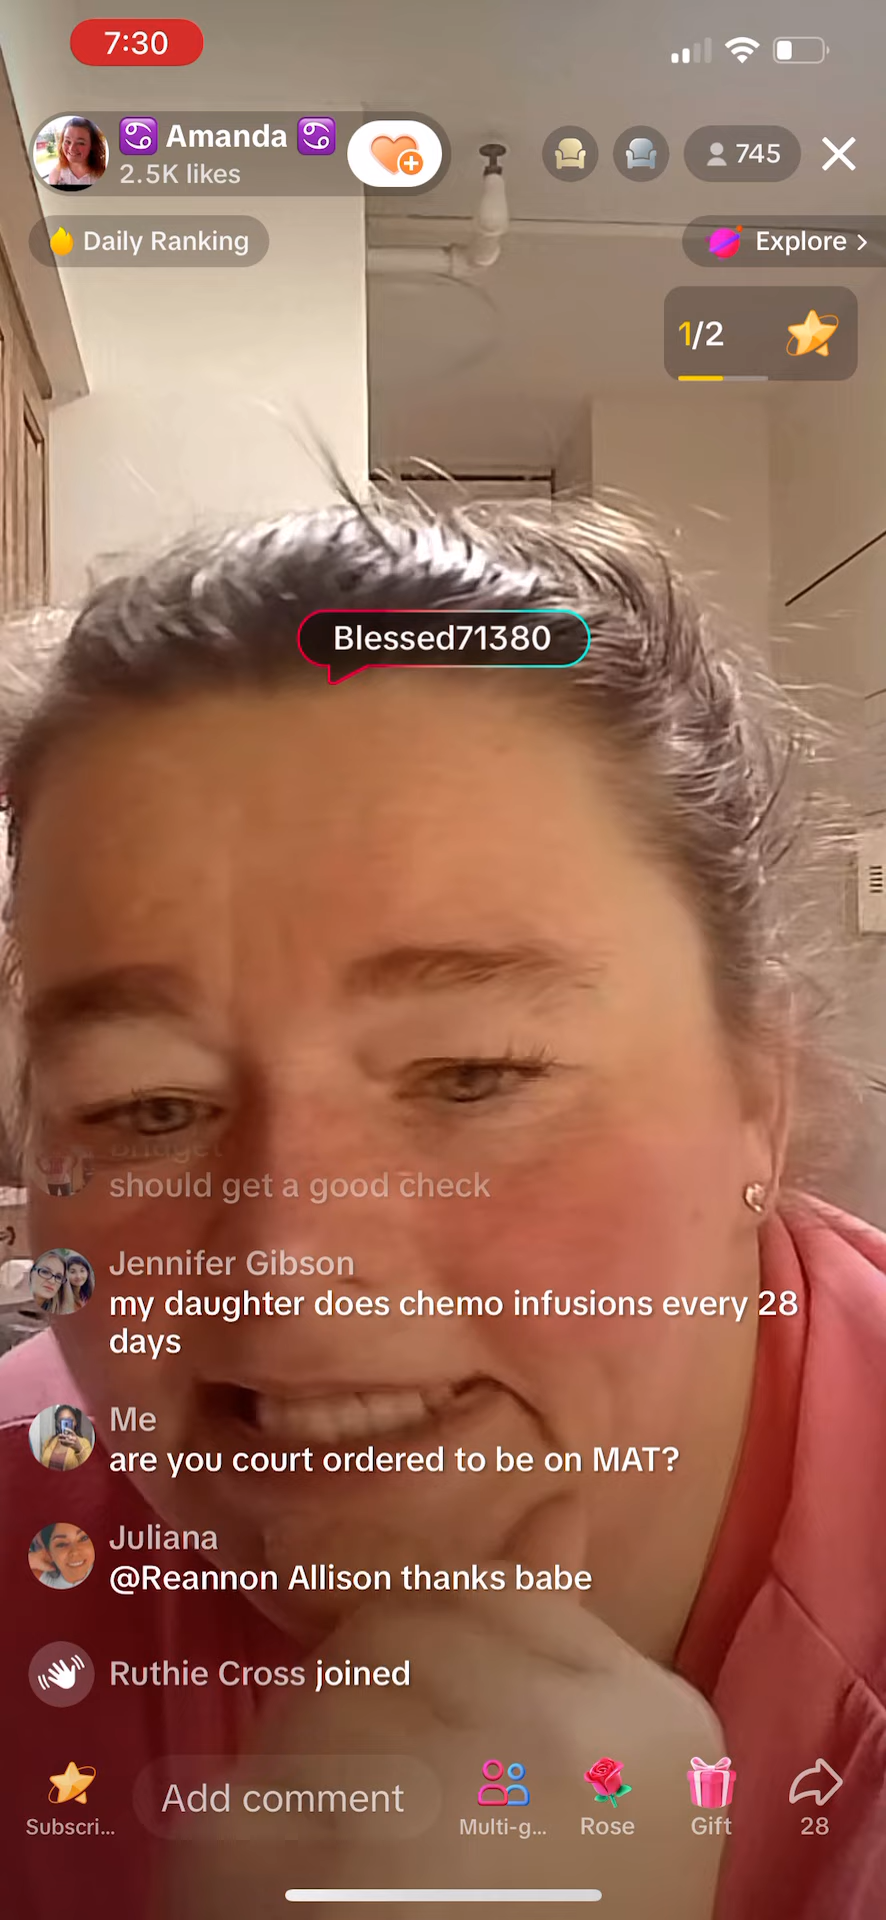 7:30
♋ Amanda ♋
2.5K likes
745
Daily Ranking
Explore >
1/2
Blessed71380
Bridget
should get a good check
Jennifer Gibson
my daughter does chemo infusions every 28
days
Me
are you court ordered to be on MAT?
Juliana
@Reannon Allison thanks babe
Ruthie Cross joined
Add comment
Subscri...
Multi-g...
Rose
Gift
28